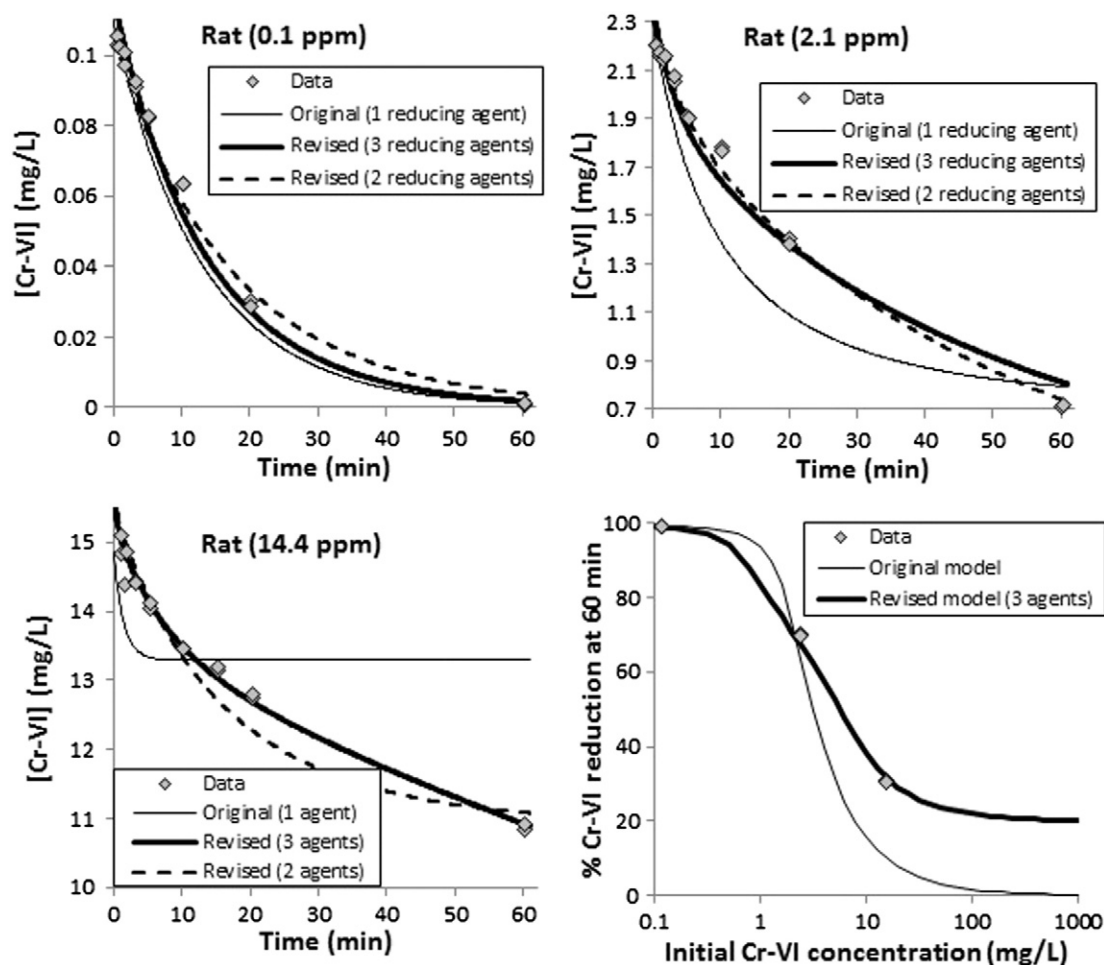 Rat (0.1 ppm)
Data
Original (1 reducing agent)
Revised (3 reducing agents)
Revised (2 reducing agents)
[Cr-VI] (mg/L)
0.1
0.08
0.06
0.04
0.02
0
0 10 20 30 40 50 60
Time (min)
Rat (2.1 ppm)
Data
Original (1 reducing agent)
Revised (3 reducing agents)
Revised (2 reducing agents)
[Cr-VI] (mg/L)
2.3
2.1
1.9
1.7
1.5
1.3
1.1
0.9
0.7
0 10 20 30 40 50 60
Time (min)
Rat (14.4 ppm)
[Cr-VI] (mg/L)
15
14
13
12
11
10
Data
Original (1 agent)
Revised (3 agents)
Revised (2 agents)
0 10 20 30 40 50 60
Time (min)
Data
Original model
Revised model (3 agents)
% Cr-VI reduction at 60 min
100
80
60
40
20
0
0.1 1 10 100 1000
Initial Cr-VI concentration (mg/L)